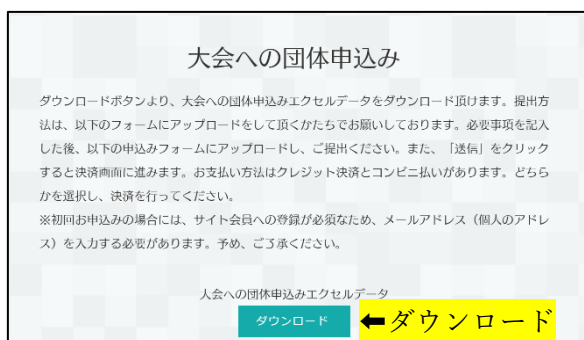 大会への団体申込み
ダウンロードボタンより、大会への団体申込みエクセルデータをダウンロード頂けます。提出方
法は、以下のフォームにアップロードをして頂くかたちでお願いしております。必要事項を記入
した後、以下の申込みフォームにアップロードし、ご提出ください。また、「送信」をクリック
すると決済画面に進みます。お支払い方法はクレジット決済とコンビニ払いがあります。どちら
かを選択し、決済を行ってください。
※初回お申込みの場合には、サイト会員への登録が必須なため、メールアドレス（個人のアドレ
ス）を入力する必要があります。予め、ご了承ください。
大会への団体申込みエクセルデータ
ダウンロード ⬅ダウンロード